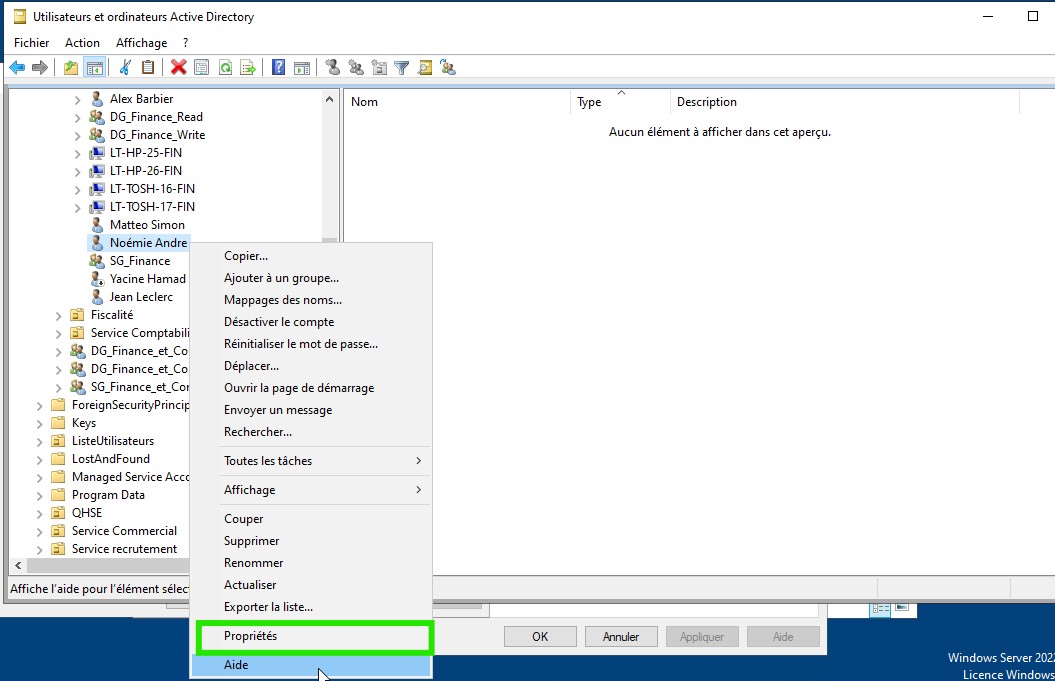 Utilisateurs et ordinateurs Active Directory
Fichier Action Affichage ?
Nom Type Description
Alex Barbier
Aucun élément à afficher dans cet aperçu.
DG_Finance_Read
DG_Finance_Write
LT-HP-25-FIN
LT-HP-26-FIN
LT-TOSH-16-FIN
LT-TOSH-17-FIN
Matteo Simon
Noémie Andre
SG_Finance
Yacine Hamad
Jean Leclerc
Fiscalité
Service Comptabili
DG_Finance_et_Co
DG_Finance_et_Co
SG_Finance_et_Cor
ForeignSecurityPrincip
Keys
ListeUtilisateurs
LostAndFound
Managed Service Acco
Program Data
QHSE
Service Commercial
Service recrutement
Affiche l'aide pour l'élément sélect
Copier...
Ajouter à un groupe...
Mappages des noms...
Désactiver le compte
Réinitialiser le mot de passe...
Déplacer...
Ouvrir la page de démarrage
Envoyer un message
Rechercher...
Toutes les tâches
Affichage
Couper
Supprimer
Renommer
Actualiser
Exporter la liste...
Propriétés
Aide
OK Annuler Appliquer Aide
Windows Server 2022
Licence Windows